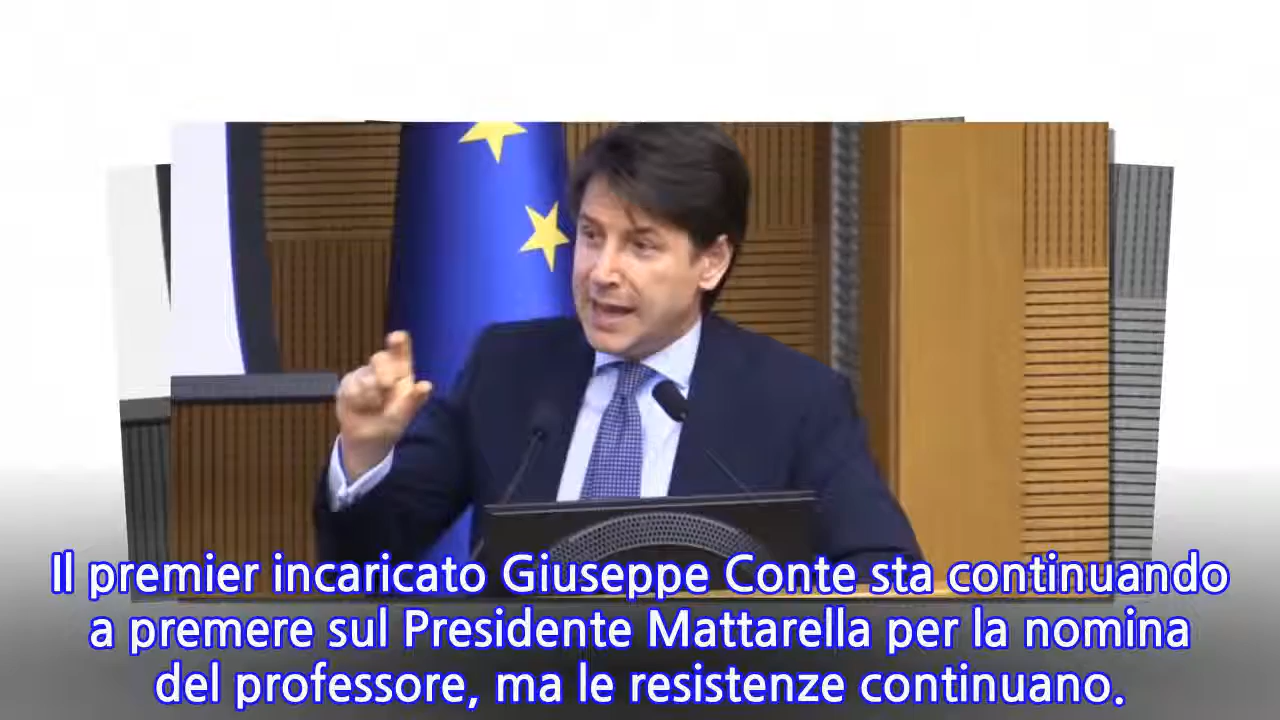 Il premier incaricato Giuseppe Conte sta continuando
a premere sul Presidente Mattarella per la nomina
del professore, ma le resistenze continuano.